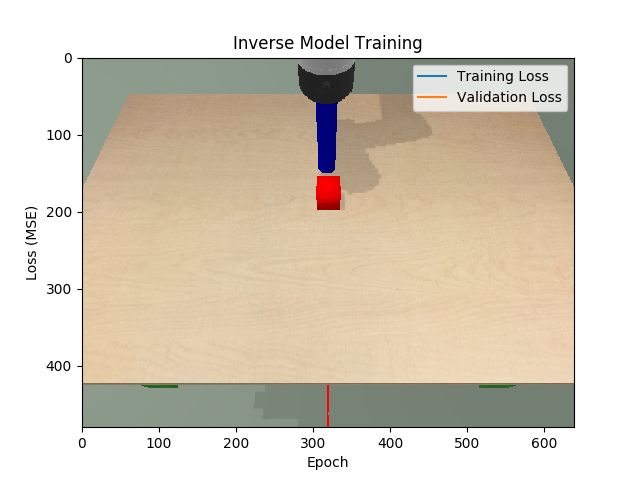 Inverse Model Training
Training Loss
Validation Loss
0
100
200
300
400
Loss (MSE)
0 100 200 300 400 500 600
Epoch